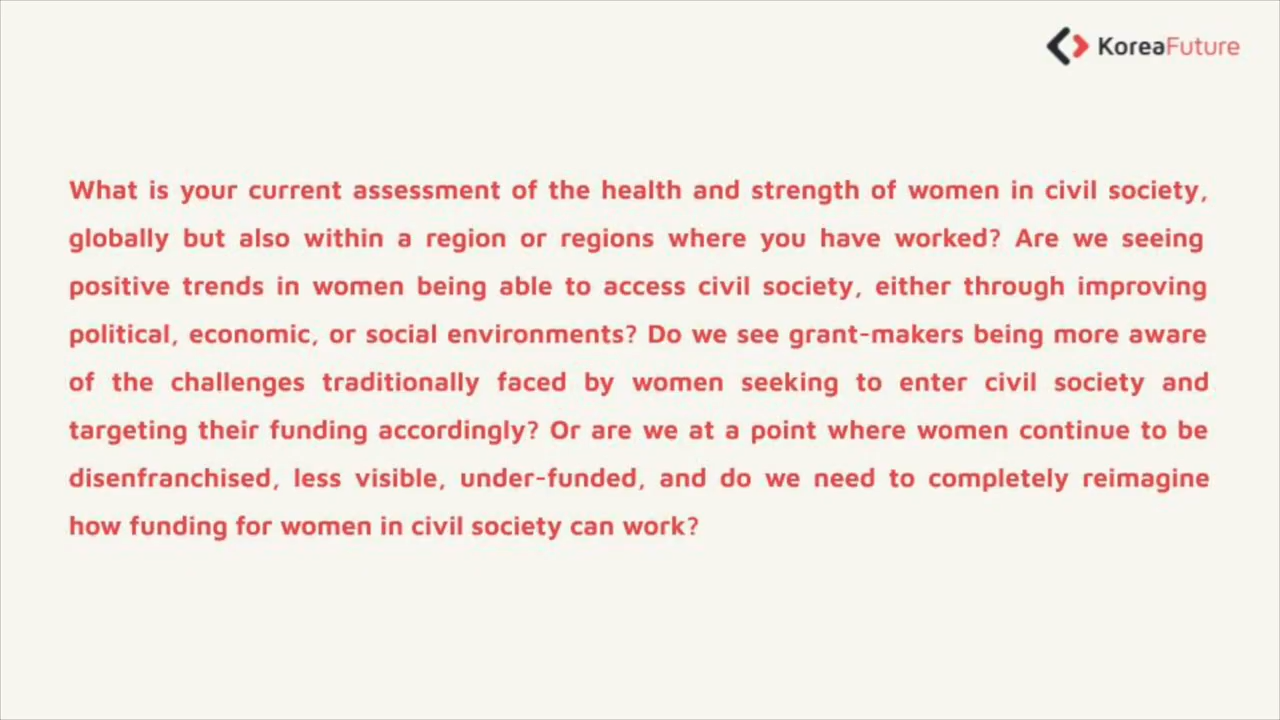 KoreaFuture
What is your current assessment of the health and strength of women in civil society,
globally but also within a region or regions where you have worked? Are we seeing
positive trends in women being able to access civil society, either through improving
political, economic, or social environments? Do we see grant-makers being more aware
of the challenges traditionally faced by women seeking to enter civil society and
targeting their funding accordingly? Or are we at a point where women continue to be
disenfranchised, less visible, under-funded, and do we need to completely reimagine
how funding for women in civil society can work?